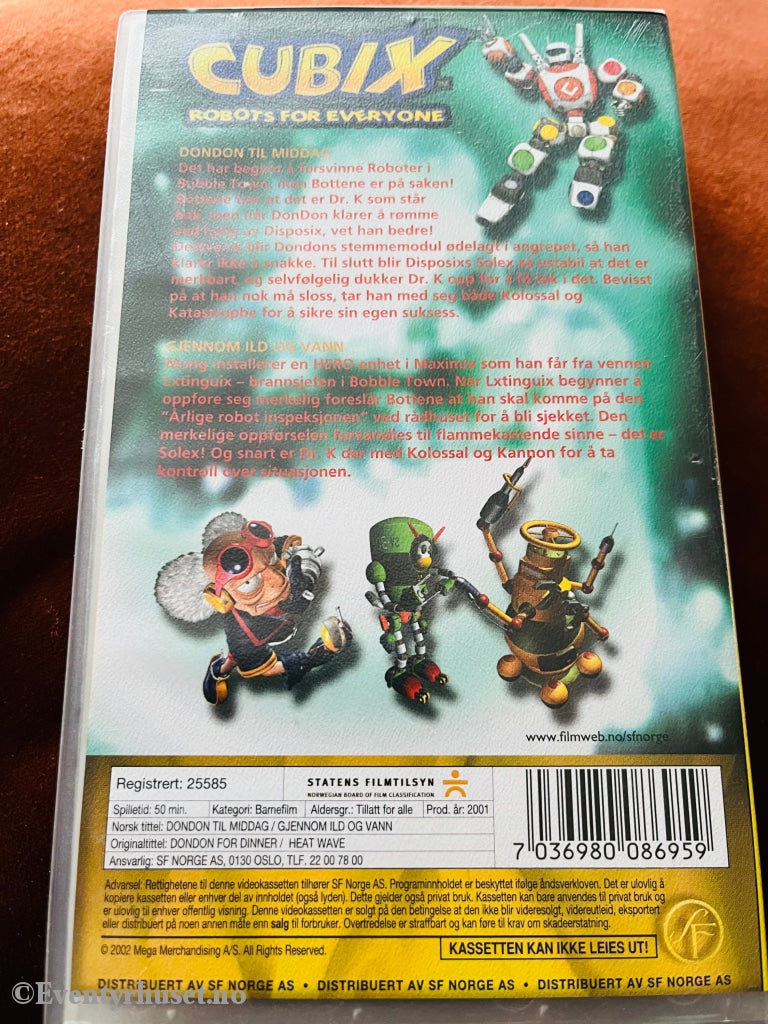 CUBIX
ROBOTS FOR EVERYONE
DONDON TIL MIDDAG
Det har begynt å forsvinne Roboter i
Bubble Town, men Bottene er på saken!
Bottene tror at det er Dr. K som står
bak, men når DonDon klarer å rømme
ved hjelp av Disposix, vet han bedre!
Dessverre blir Dondons stemmemodul ødelagt i angrepet, så han
klarer ikke å snakke. Til slutt blir Disposixs Solex så ustabil at det er
merkbart, og selvfølgelig dukker Dr. K opp for å få tak i det. Bevisst
på at han nok må sloss, tar han med seg både Kolossal og
Katastrophe for å sikre sin egen suksess.
GJENNOM ILD OG VANN
Mong installerer en HERO enhet i Maximix som han får fra vennen
Lxtinguix – brannsjefen i Bobble Town. Når Lxtinguix begynner å
oppføre seg merkelig foreslår Bottene at han skal komme på den
"Årlige robot inspeksjonen" ved rådhuset for å bli sjekket. Den
merkelige oppførselen forvandles til flammekastende sinne – det er
Solex! Og snart er Dr. K der med Kolossal og Kannon for å ta
kontroll over situasjonen.
www.filmweb.no/sfnorge
Registrert: 25585
STATENS FILMTILSYN
NORWEGIAN BOARD OF FILM CLASSIFICATION
Spilletid: 50 min. Kategori: Barnefilm Aldersgr.: Tillatt for alle Prod. år: 2001
Norsk tittel: DONDON TIL MIDDAG / GJENNOM ILD OG VANN
Originaltittel: DONDON FOR DINNER / HEAT WAVE
Ansvarlig: SF NORGE AS, 0130 OSLO, TLF. 22 00 78 00
7 036980 086959
Advarsel: Rettighetene til denne videokassetten tilhører SF Norge AS. Programinnholdet er beskyttet ifølge åndsverkloven. Det er ulovlig å
kopiere kassetten eller enhver del av innholdet (også lyden). Dette gjelder også privat bruk. Kassetten kan bare anvendes til privat bruk og
er ulovlig til enhver offentlig visning. Denne videokassetten er solgt på den betingelse at den ikke blir videresolgt, videreutleid, eksportert
eller distribuert på noen annen måte enn salg til forbruker. Overtredelse er straffbart og kan føre til krav om skadeerstatning.
© 2002 Mega Merchandising A/S. All Rights Reserved.
KASSETTEN KAN IKKE LEIES UT!
SF
DISTRIBUERT AV SF NORGE AS • DISTRIBUERT AV SF NORGE AS • DISTRIBUERT AV SF NORGE AS •
©Eventyrhuset.no